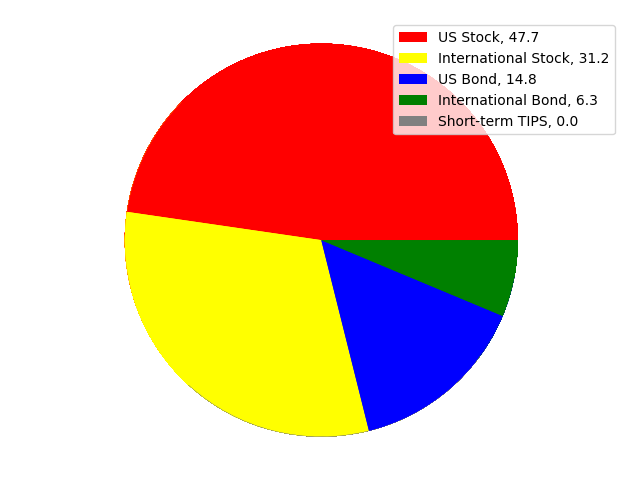 US Stock, 47.7
International Stock, 31.2
US Bond, 14.8
International Bond, 6.3
Short-term TIPS, 0.0